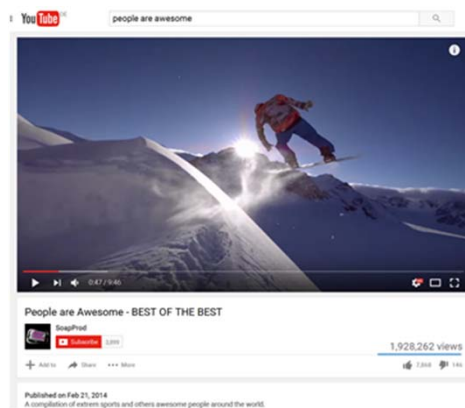 YouTube DE
people are awesome
0:47 / 9:46
People are Awesome - BEST OF THE BEST
SoapProd
Subscribe
1,928,262 views
Add to Share More
Published on Feb 21, 2014
A compilation of extrem sports and others awesome people around the world.